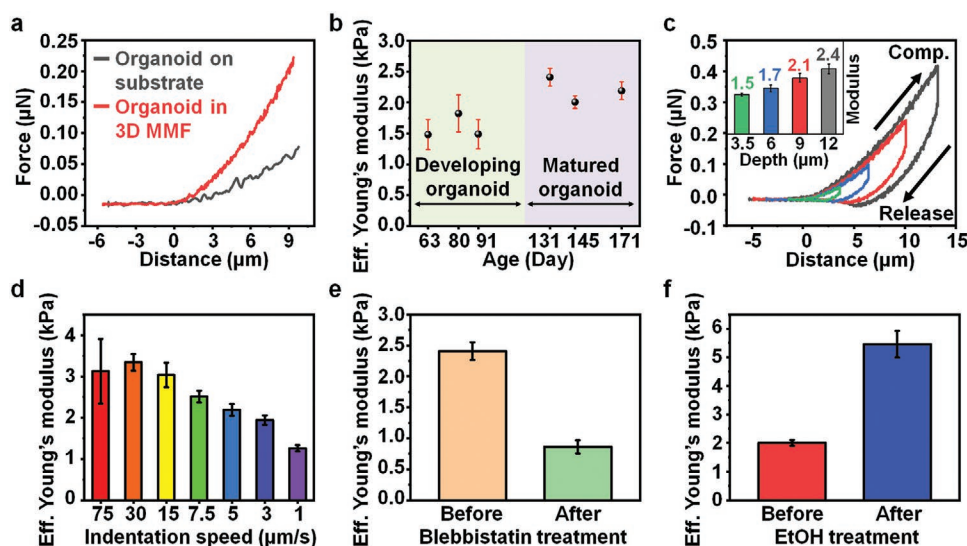 a
Force (µN)
0.25
0.20
0.15
0.10
0.05
0.00
-0.05
Organoid on
substrate
Organoid in
3D MMF
-6
-3
0
3
6
9
Distance (µm)
b
Eff. Young's modulus (kPa)
3.0
2.5
2.0
1.5
1.0
0.5
0.0
Developing
organoid
Matured
organoid
63
80
91
131
145
171
Age (Day)
c
Force (µN)
0.5
0.4
0.3
0.2
0.1
0.0
-0.1
1.5
1.7
2.1
2.4
Modulus
3.5
6
9
12
Depth (µm)
Comp.
Release
-5
0
5
10
15
Distance (µm)
d
Eff. Young's modulus (kPa)
4
3
2
1
0
75
30
15
7.5
5
3
1
Indentation speed (µm/s)
e
Eff. Young's modulus (kPa)
3.0
2.5
2.0
1.5
1.0
0.5
0.0
Before
After
Blebbistatin treatment
f
Eff. Young's modulus (kPa)
6
4
2
0
Before
After
EtOH treatment